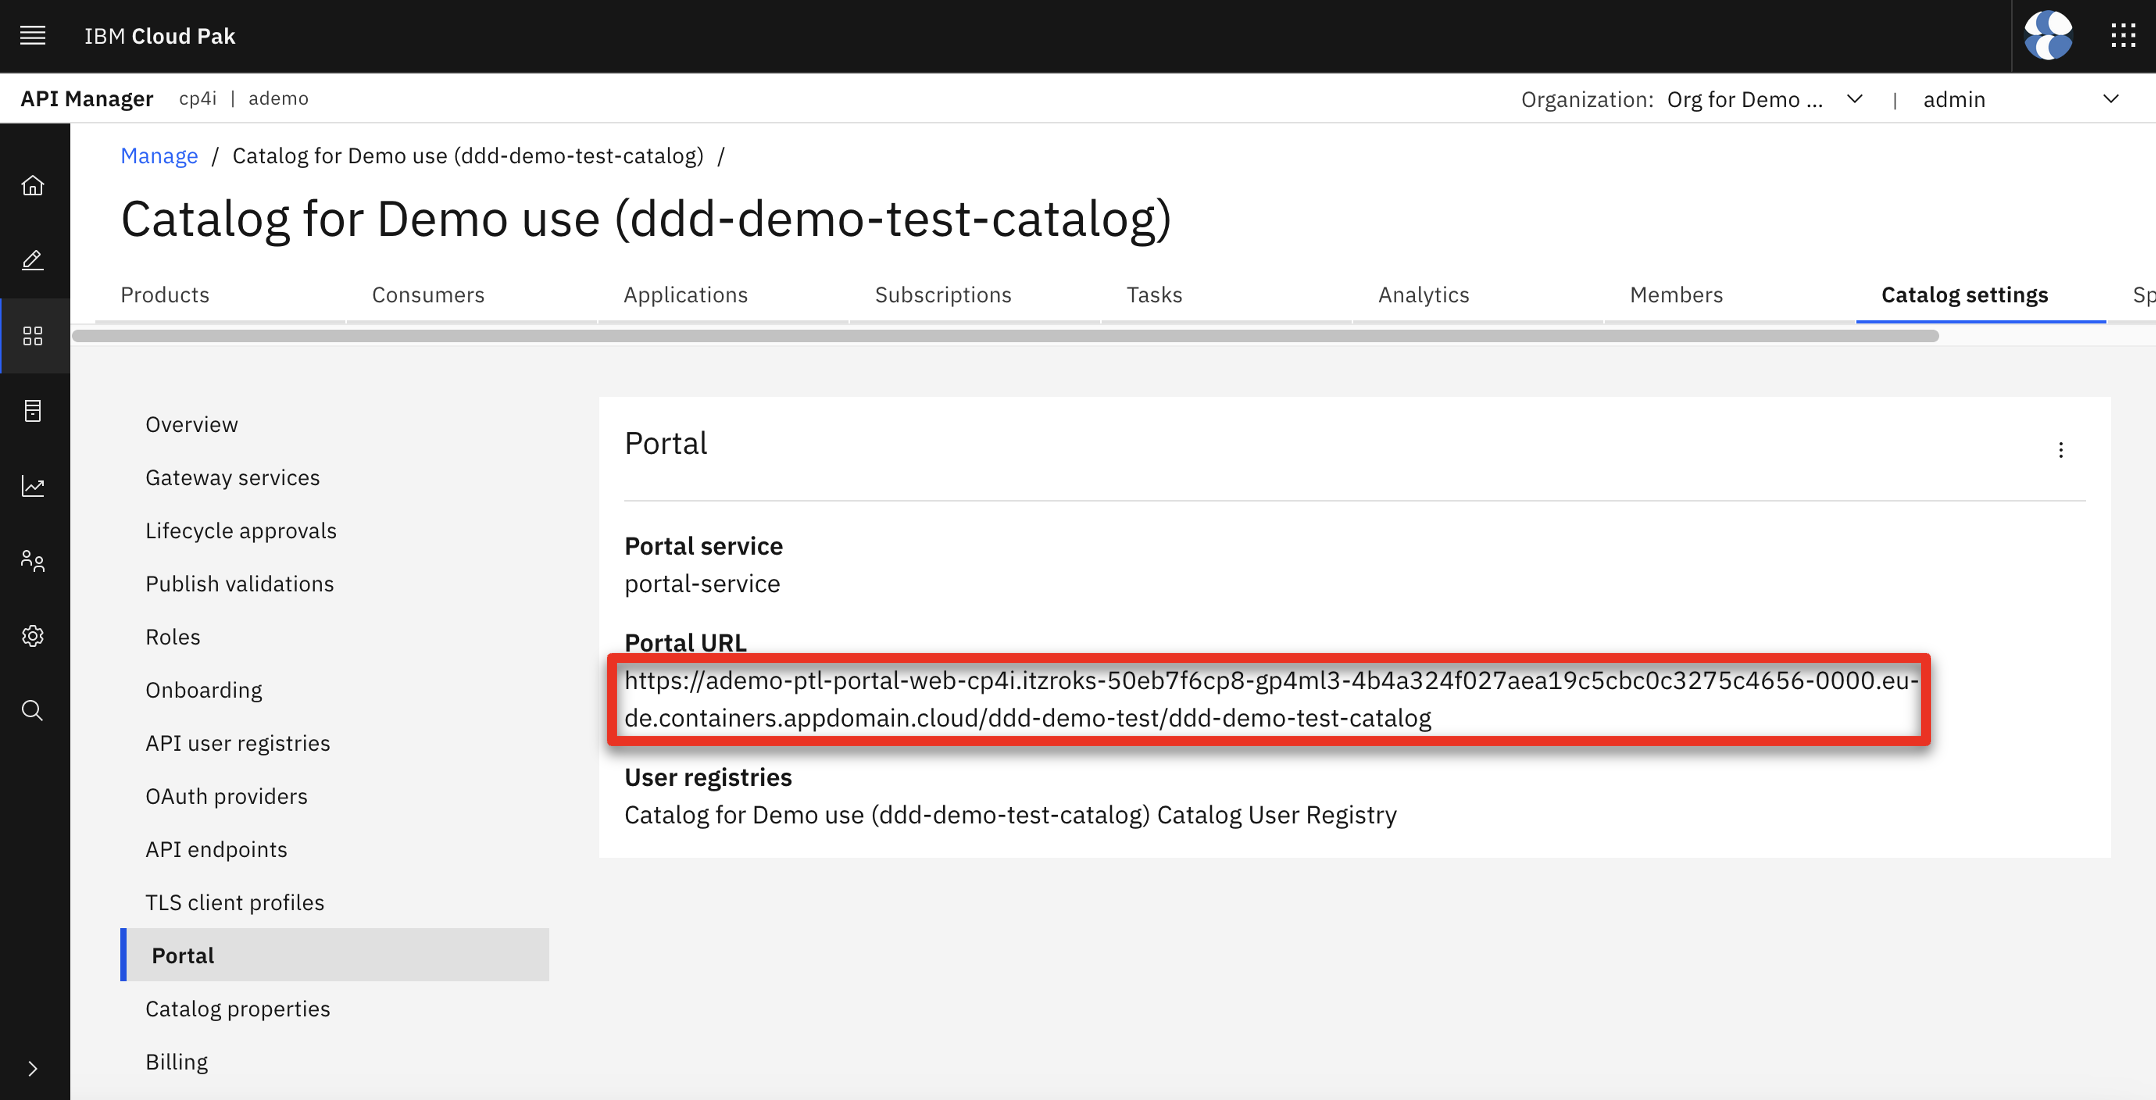 IBM Cloud Pak
API Manager cp4i | ademo Organization: Org for Demo ... | admin
Manage / Catalog for Demo use (ddd-demo-test-catalog) /
Catalog for Demo use (ddd-demo-test-catalog)
Products Consumers Applications Subscriptions Tasks Analytics Members Catalog settings Sp
Overview
Gateway services
Lifecycle approvals
Publish validations
Roles
Onboarding
API user registries
OAuth providers
API endpoints
TLS client profiles
Portal
Catalog properties
Billing
Portal
Portal service
portal-service
Portal URL
https://ademo-ptl-portal-web-cp4i.itzroks-50eb7f6cp8-gp4ml3-4b4a324f027aea19c5cbc0c3275c4656-0000.eu-
de.containers.appdomain.cloud/ddd-demo-test/ddd-demo-test-catalog
User registries
Catalog for Demo use (ddd-demo-test-catalog) Catalog User Registry